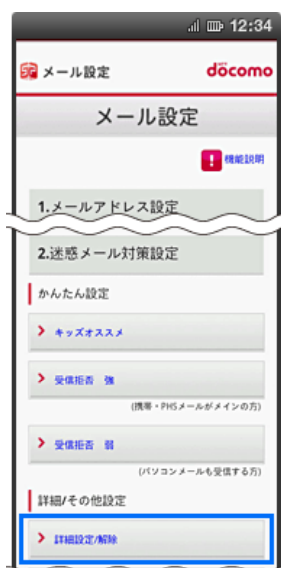 12:34
メール設定
döcomo
メール設定
機能説明
1.メールアドレス設定
2.迷惑メール対策設定
かんたん設定
キッズオススメ
受信拒否 強
(携帯・PHSメールがメインの方)
受信拒否 弱
(パソコンメールも受信する方)
詳細/その他設定
詳細設定/解除